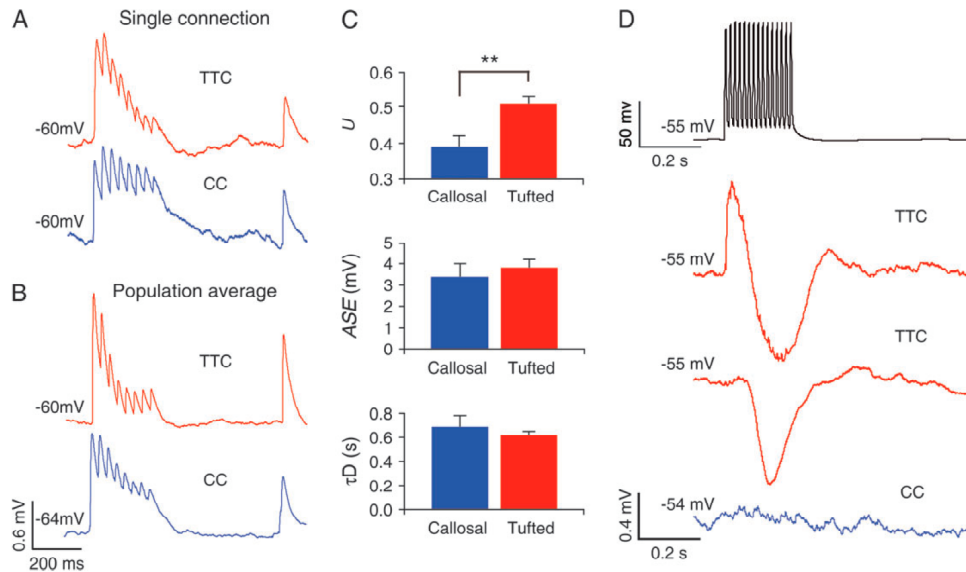 A
Single connection
TTC
-60mV
CC
-60mV
B
Population average
TTC
-60mV
CC
-64mV
0.6 mV
200 ms
C
**
0.6
0.5
0.4
0.3
U
Callosal Tufted
5
4
3
2
1
0
ASE (mV)
Callosal Tufted
0.8
0.6
0.4
0.2
0.0
τD (s)
Callosal Tufted
D
50 mv
-55 mV
0.2 s
TTC
-55 mV
TTC
-55 mV
CC
-54 mV
0.4 mV
0.2 s